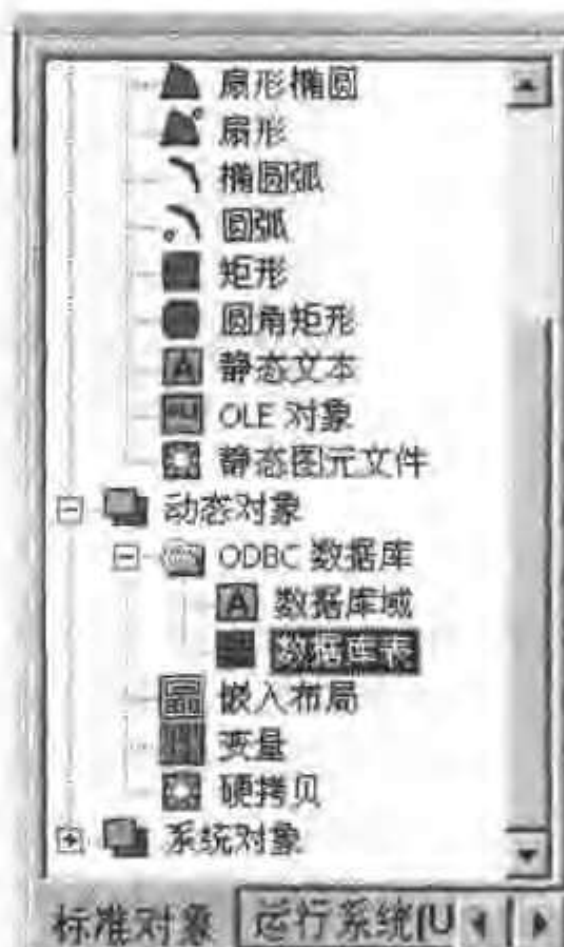 扇形椭圆
扇形
椭圆弧
圆弧
矩形
圆角矩形
静态文本
OLE 对象
静态图元文件
动态对象
ODBC 数据库
数据库域
数据库表
嵌入布局
变量
硬拷贝
系统对象
标准对象 运行系统(U